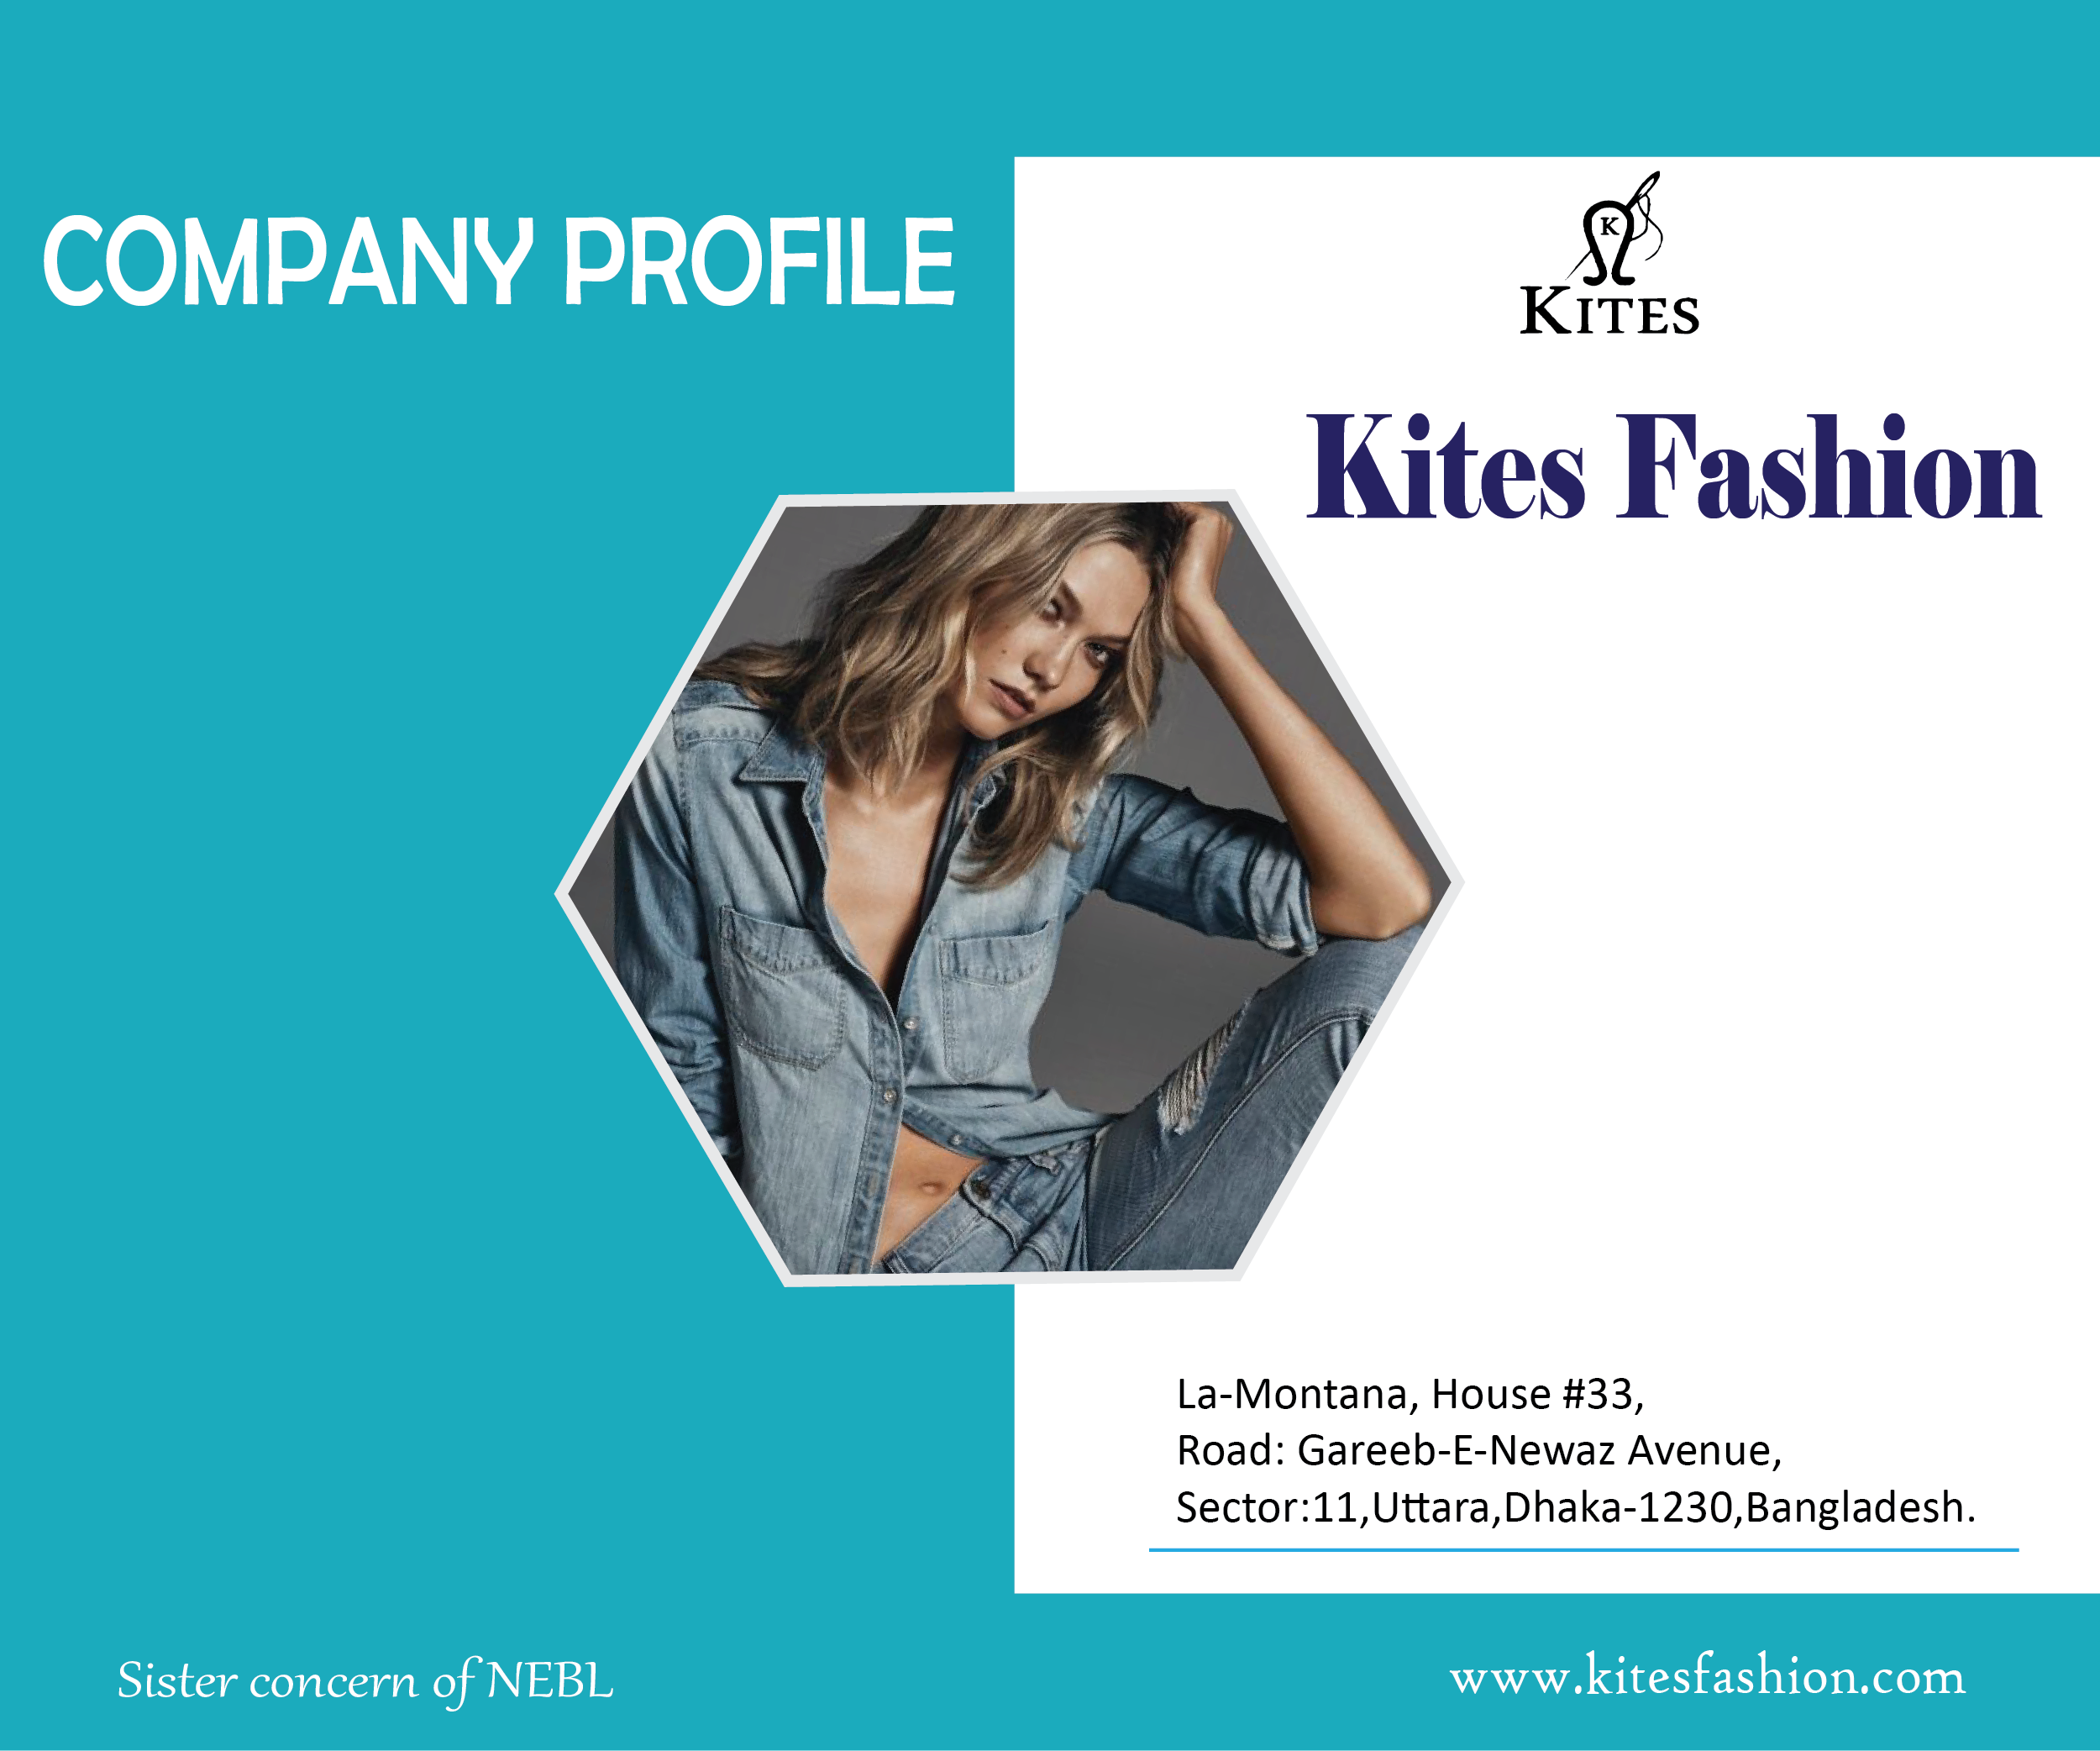 COMPANY PROFILE
K
KITES
Kites Fashion
La-Montana, House #33,
Road: Gareeb-E-Newaz Avenue,
Sector:11,Uttara,Dhaka-1230,Bangladesh.
Sister concern of NEBL
www.kitesfashion.com